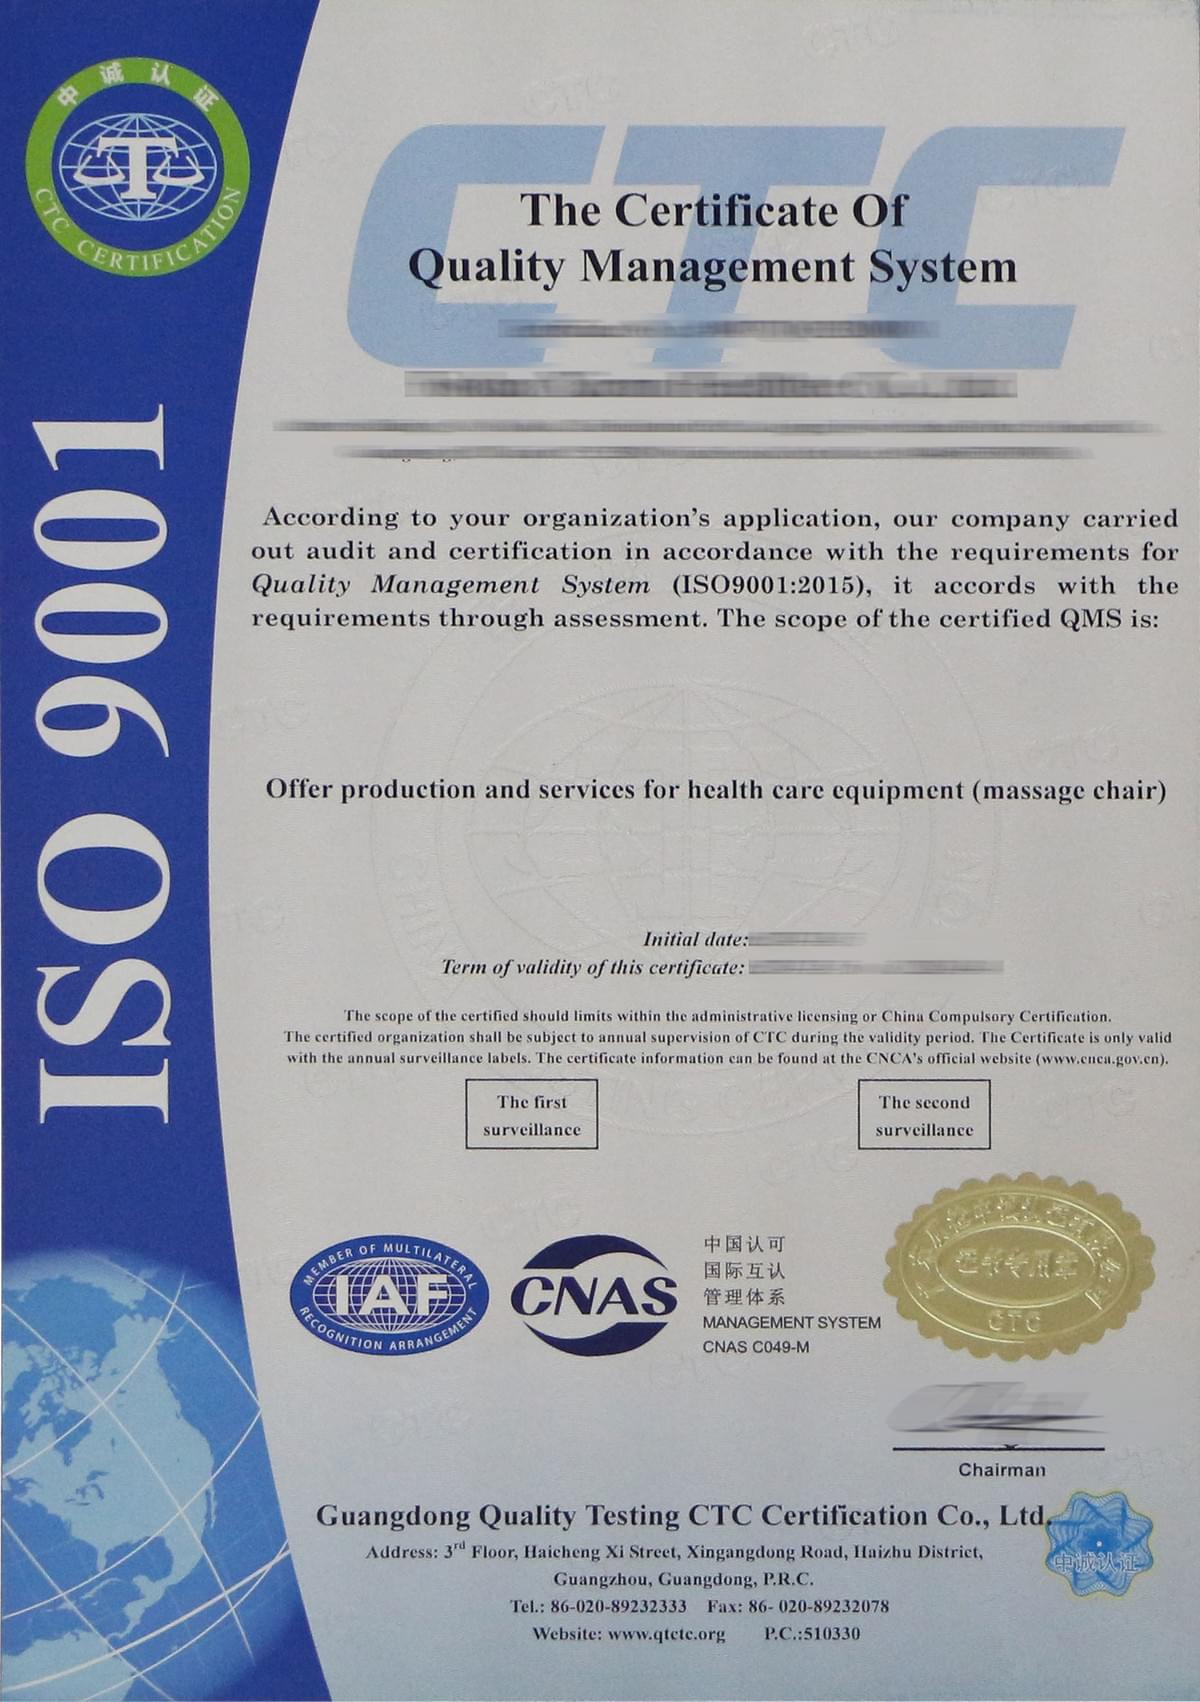 中诚认证
CTC CERTIFICATION
ISO 9001
CTC
The Certificate Of
Quality Management System
According to your organization's application, our company carried
out audit and certification in accordance with the requirements for
Quality Management System (ISO9001:2015), it accords with the
requirements through assessment. The scope of the certified QMS is:
Offer production and services for health care equipment (massage chair)
Initial date:
Term of validity of this certificate:
The scope of the certified should limits within the administrative licensing or China Compulsory Certification.
The certified organization shall be subject to annual supervision of CTC during the validity period. The Certificate is only valid
with the annual surveillance labels. The certificate information can be found at the CNCA's official website (www.cnca.gov.cn).
The first
surveillance
The second
surveillance
MEMBER OF MULTILATERAL
IAF
RECOGNITION ARRANGEMENT
CNAS
中国认可
国际互认
管理体系
MANAGEMENT SYSTEM
CNAS C049-M
证书专用章
CTC
Chairman
Guangdong Quality Testing CTC Certification Co., Ltd.
Address: 3rd Floor, Haicheng Xi Street, Xingangdong Road, Haizhu District,
Guangzhou, Guangdong, P.R.C.
Tel.: 86-020-89232333 Fax: 86- 020-89232078
Website: www.qtctc.org P.C.:510330
中诚认证